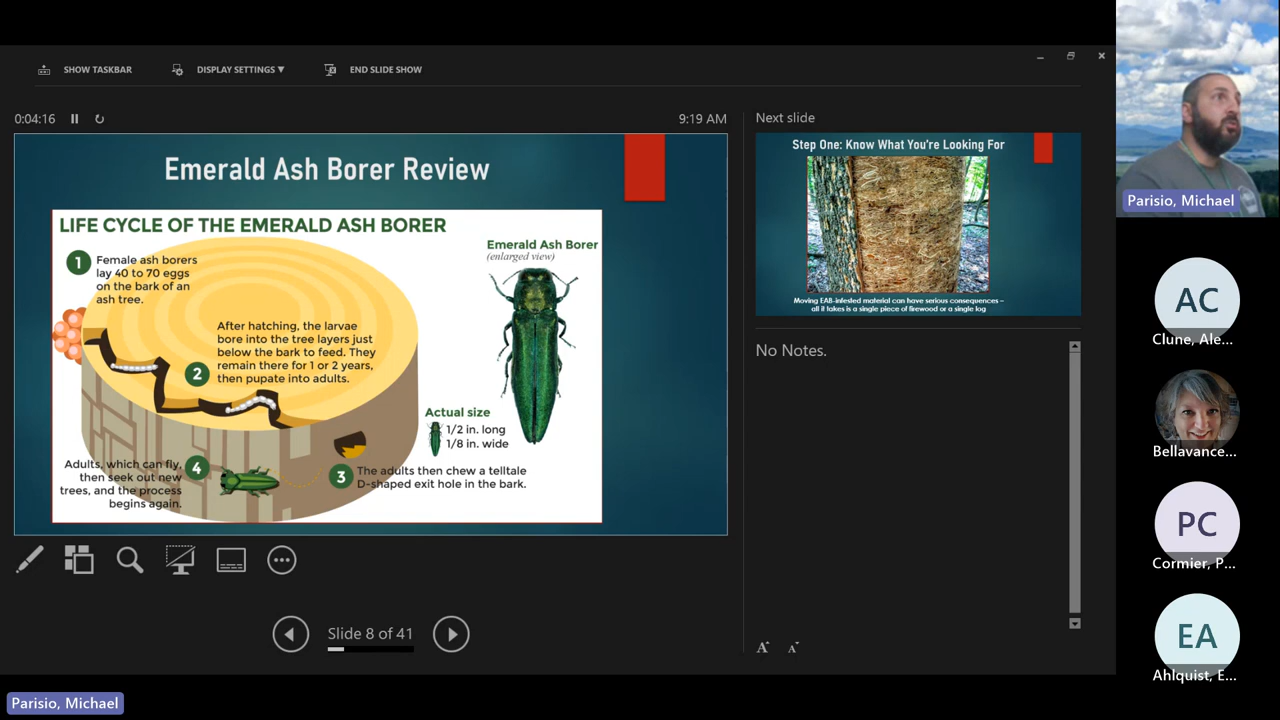 SHOW TASKBAR
DISPLAY SETTINGS ▼
END SLIDE SHOW
0:04:16
9:19 AM
Emerald Ash Borer Review
LIFE CYCLE OF THE EMERALD ASH BORER
1
Female ash borers
lay 40 to 70 eggs
on the bark of an
ash tree.
Emerald Ash Borer
(enlarged view)
After hatching, the larvae
bore into the tree layers just
below the bark to feed. They
remain there for 1 or 2 years,
then pupate into adults.
2
Actual size
1/2 in. long
1/8 in. wide
3
The adults then chew a telltale
D-shaped exit hole in the bark.
4
Adults, which can fly,
then seek out new
trees, and the process
begins again.
Slide 8 of 41
Next slide
Step One: Know What You're Looking For
Moving EAB-infested material can have serious consequences –
all it takes is a single piece of firewood or a single log
No Notes.
A A
Parisio, Michael
AC
Clune, Ale...
Bellavance...
PC
Cormier, P...
EA
Ahlquist, E...
Parisio, Michael